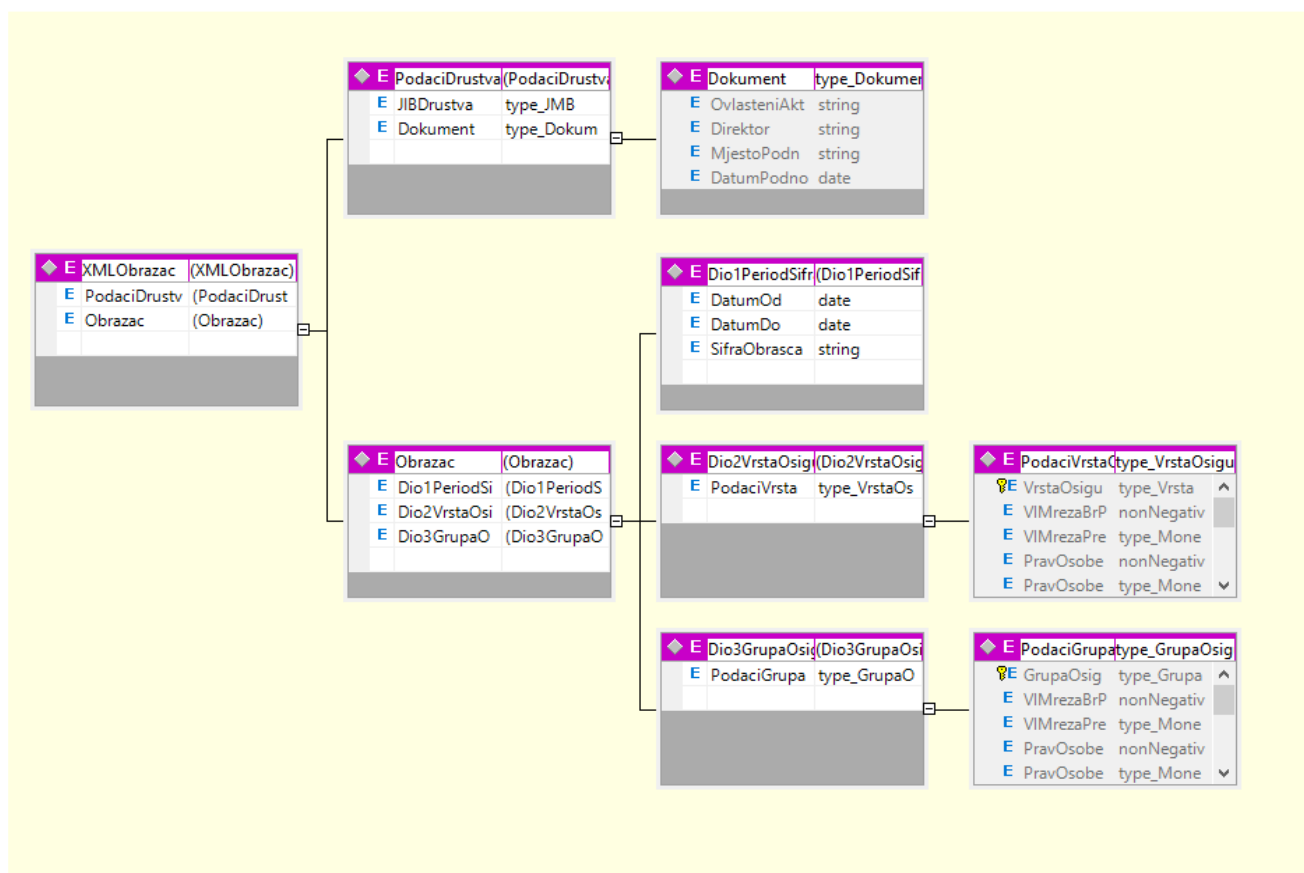 E PodaciDrustva (PodaciDrustva
E JIBDrustva type_JMB
E Dokument type_Dokum
E Dokument type_Dokumen
E OvlasteniAkt string
E Direktor string
E MjestoPodn string
E DatumPodno date
E XMLObrazac (XMLObrazac)
E PodaciDrustv (PodaciDrust
E Obrazac (Obrazac)
E Dio1PeriodSifr (Dio1PeriodSif
E DatumOd date
E DatumDo date
E SifraObrasca string
E Obrazac (Obrazac)
E Dio1PeriodSi (Dio1PeriodS
E Dio2VrstaOsi (Dio2VrstaOs
E Dio3GrupaO (Dio3GrupaO
E Dio2VrstaOsig (Dio2VrstaOsig
E PodaciVrsta type_VrstaOs
E PodaciVrstaO type_VrstaOsigu
E VrstaOsigu type_Vrsta
E VIMrezaBrP nonNegativ
E VIMrezaPre type_Mone
E PravOsobe nonNegativ
E PravOsobe type_Mone
E Dio3GrupaOsig (Dio3GrupaOsi
E PodaciGrupa type_GrupaO
E PodaciGrupa type_GrupaOsig
E GrupaOsig type_Grupa
E VIMrezaBrP nonNegativ
E VIMrezaPre type_Mone
E PravOsobe nonNegativ
E PravOsobe type_Mone